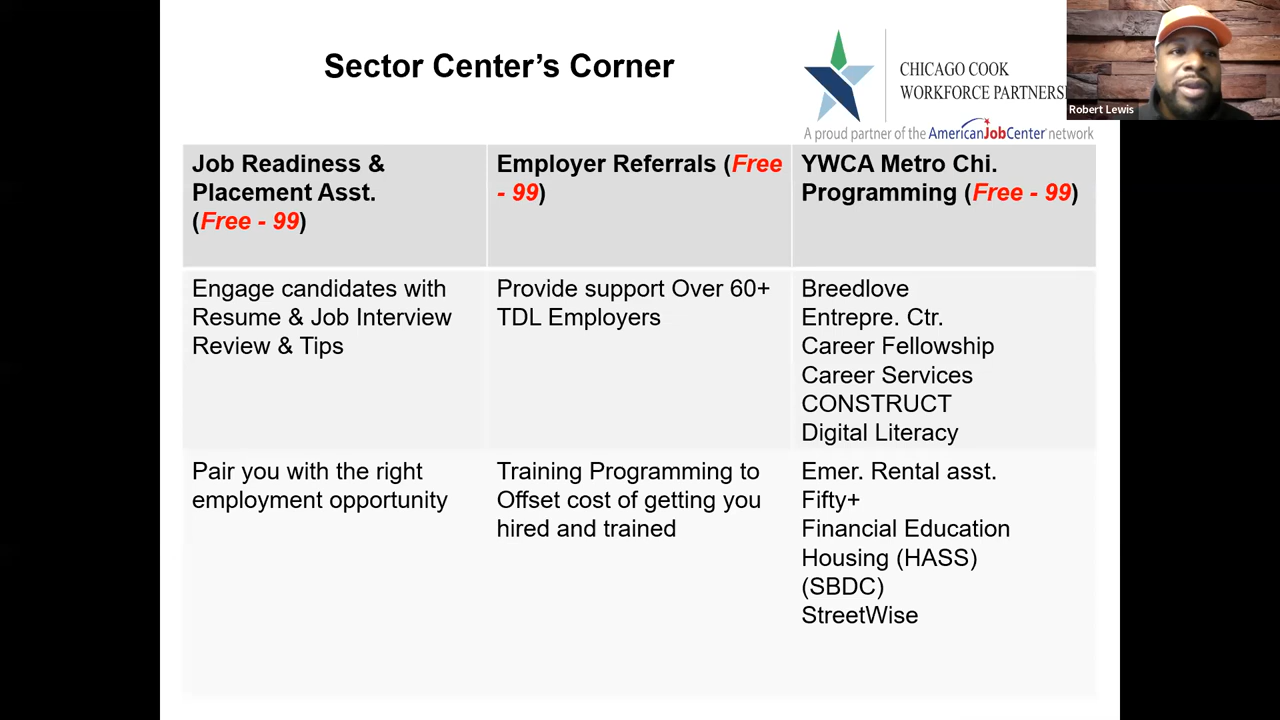 Sector Center's Corner
CHICAGO COOK
WORKFORCE
A proud partner of the AmericanJobCenter network
Robert Lewis
Job Readiness &
Placement Asst.
(Free - 99)
Employer Referrals (Free
- 99)
YWCA Metro Chi.
Programming (Free - 99)
Engage candidates with
Resume & Job Interview
Review & Tips
Provide support Over 60+
TDL Employers
Breedlove
Entrepre. Ctr.
Career Fellowship
Career Services
CONSTRUCT
Digital Literacy
Pair you with the right
employment opportunity
Training Programming to
Offset cost of getting you
hired and trained
Emer. Rental asst.
Fifty+
Financial Education
Housing (HASS)
(SBDC)
StreetWise